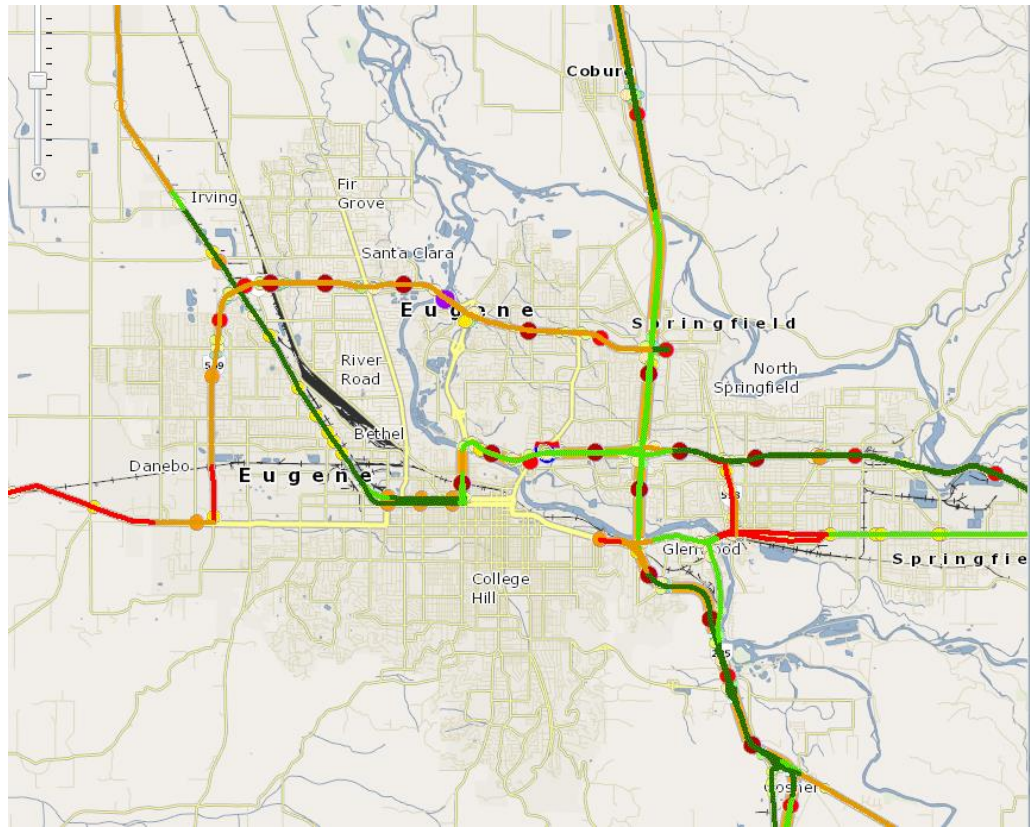 Coburg
Irving
Fir
Grove
Santa Clara
Eugene
Springfield
River
Road
North
Springfield
Bethel
Danebo
Eugene
Glenwood
Springfie
College
Hill
Goshen